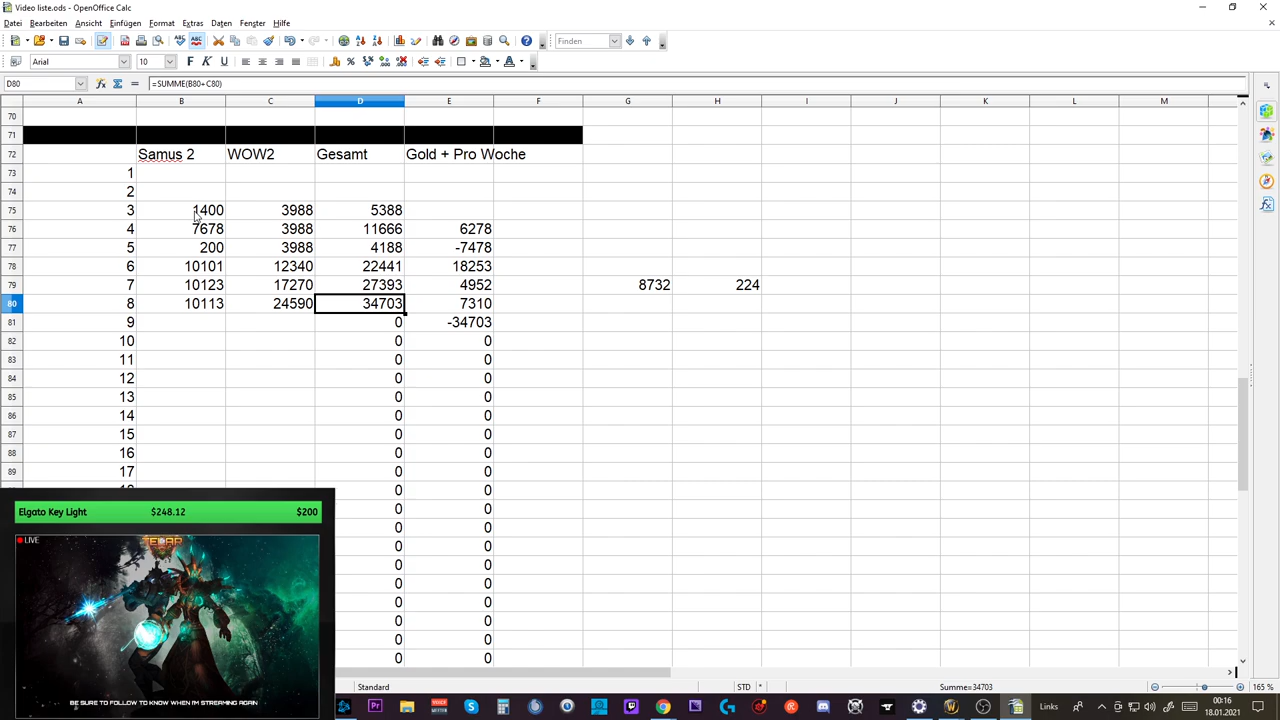 Video liste.ods - OpenOffice Calc
Datei Bearbeiten Ansicht Einfügen Format Extras Daten Fenster Hilfe
Finden
Arial 10
D80 =SUMME(B80+C80)
A B C D E F G H I J K L M
70
71
72 Samus 2 WOW2 Gesamt Gold + Pro Woche
73 1
74 2
75 3 1400 3988 5388
76 4 7678 3988 11666 6278
77 5 200 3988 4188 -7478
78 6 10101 12340 22441 18253
79 7 10123 17270 27393 4952 8732 224
80 8 10113 24590 34703 7310
81 9 0 -34703
82 10 0 0
83 11 0 0
84 12 0 0
85 13 0 0
86 14 0 0
87 15 0 0
88 16 0 0
89 17 0 0
0 0
0 0
0 0
0 0
0 0
0 0
0 0
0 0
0 0
0 0
Elgato Key Light $248.12 $200
LIVE
BE SURE TO FOLLOW TO KNOW WHEN I'M STREAMING AGAIN
Standard STD * Summe=34703 165 %
Links 00:16
18.01.2021